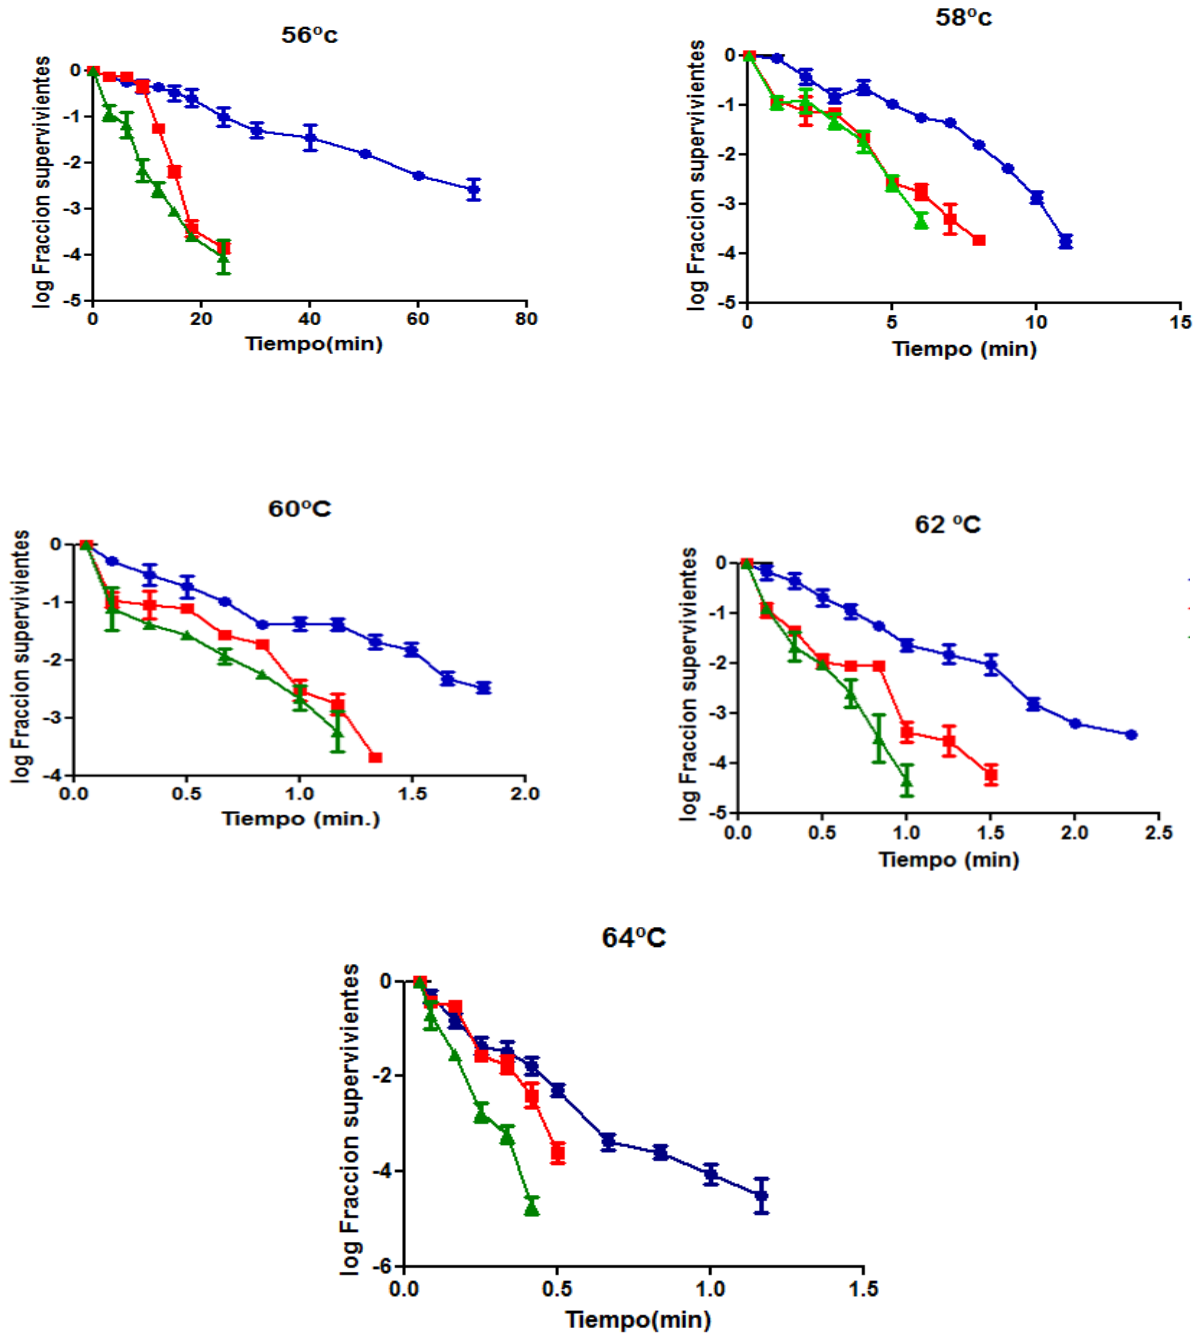 56ºc
log Fraccion supervivientes
0
-1
-2
-3
-4
-5
0 20 40 60 80
Tiempo(min)
58ºc
log Fraccion supervivientes
0
-1
-2
-3
-4
-5
0 5 10 15
Tiempo (min)
60ºC
log Fraccion supervivientes
0
-1
-2
-3
-4
0.0 0.5 1.0 1.5 2.0
Tiempo (min.)
62 ºC
log Fraccion supervivientes
0
-1
-2
-3
-4
-5
0.0 0.5 1.0 1.5 2.0 2.5
Tiempo (min)
64ºC
log Fraccion supervivientes
0
-2
-4
-6
0.0 0.5 1.0 1.5
Tiempo(min)